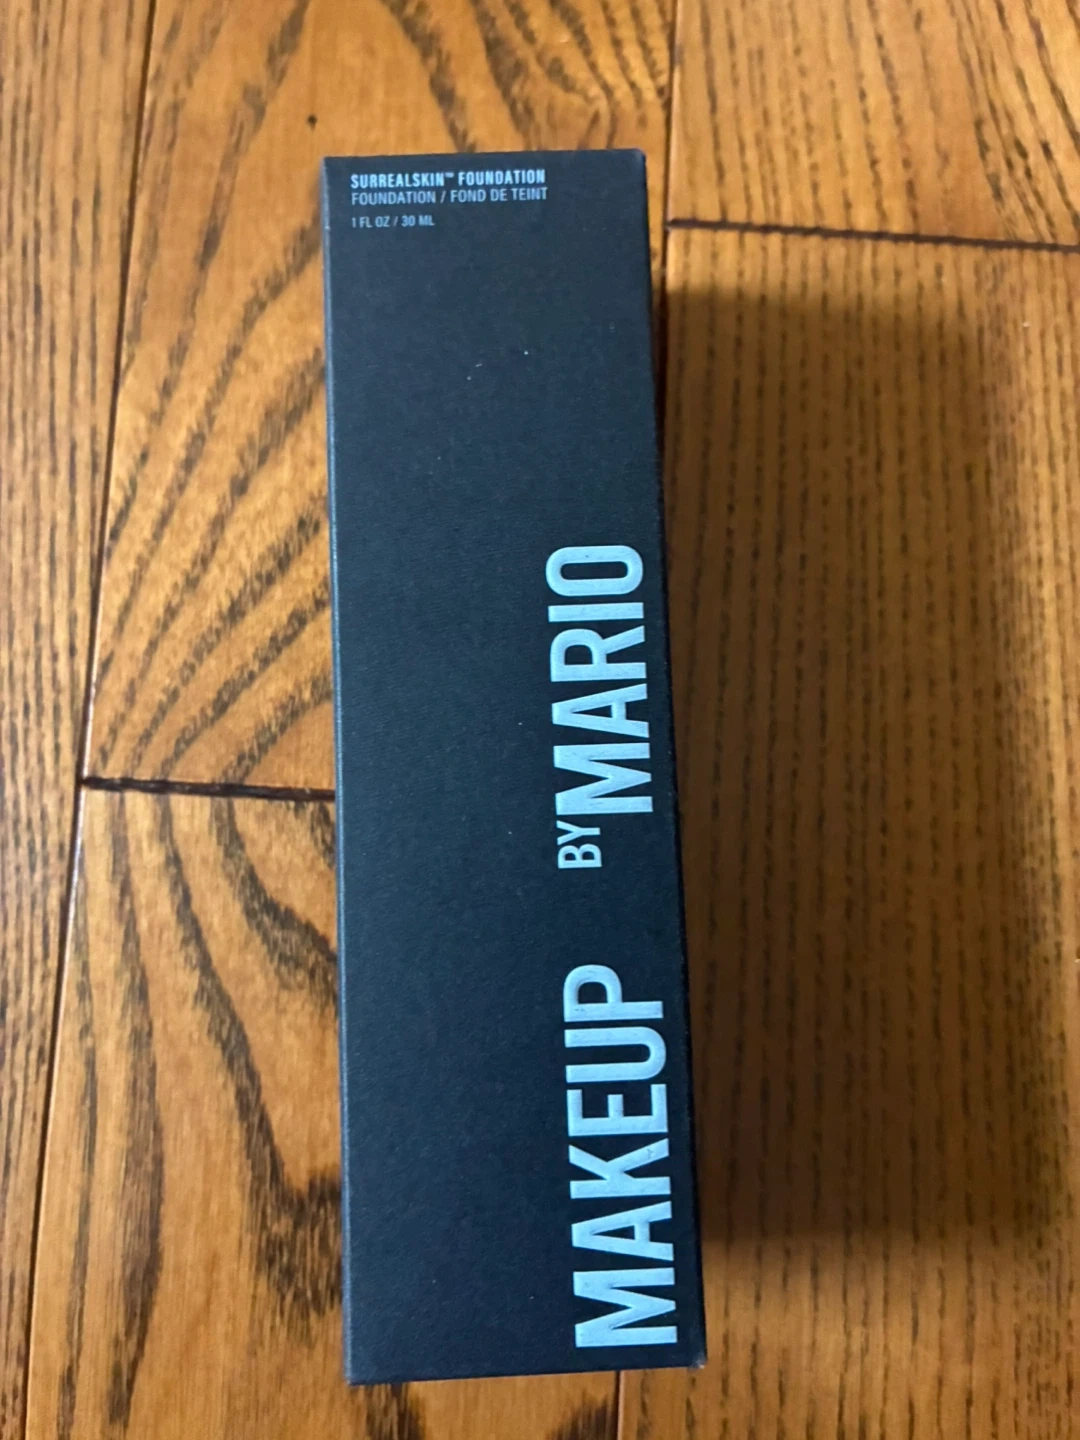 SURREALSKIN™ FOUNDATION
FOUNDATION / FOND DE TEINT
1 FL OZ / 30 ML
MAKEUP BY MARIO